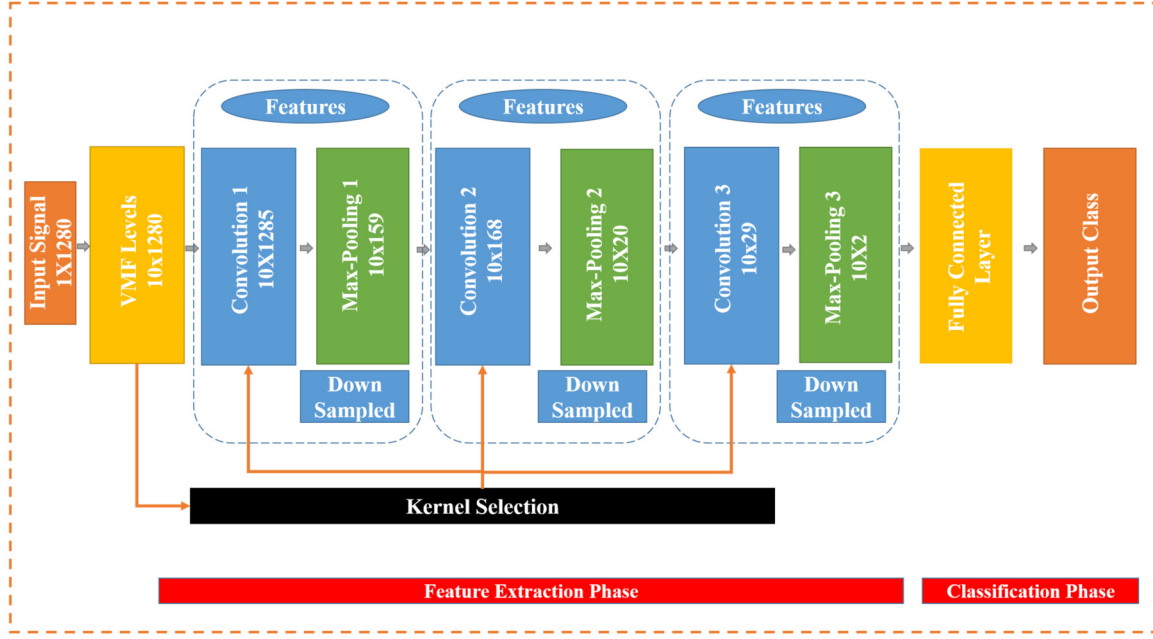 Features
Features
Features
Input Signal
1X1280
VMF Levels
10x1280
Convolution 1
10X1285
Max-Pooling 1
10x159
Convolution 2
10x168
Max-Pooling 2
10X20
Convolution 3
10x29
Max-Pooling 3
10X2
Fully Connected
Layer
Output Class
Down
Sampled
Down
Sampled
Down
Sampled
Kernel Selection
Feature Extraction Phase
Classification Phase